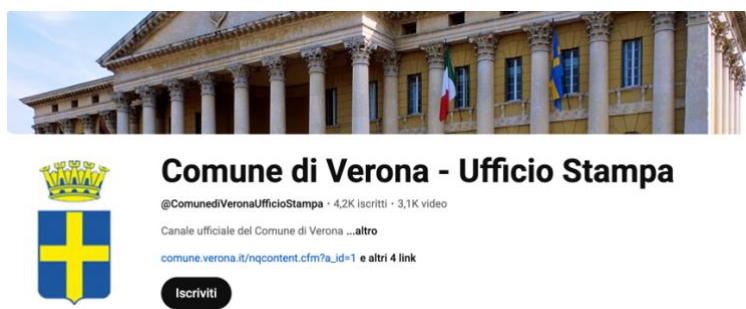 Comune di Verona - Ufficio Stampa
@ComunediVeronaUfficioStampa · 4,2K iscritti · 3,1K video
Canale ufficiale del Comune di Verona ...altro
comune.verona.it/nqcontent.cfm?a_id=1 e altri 4 link
Iscriviti